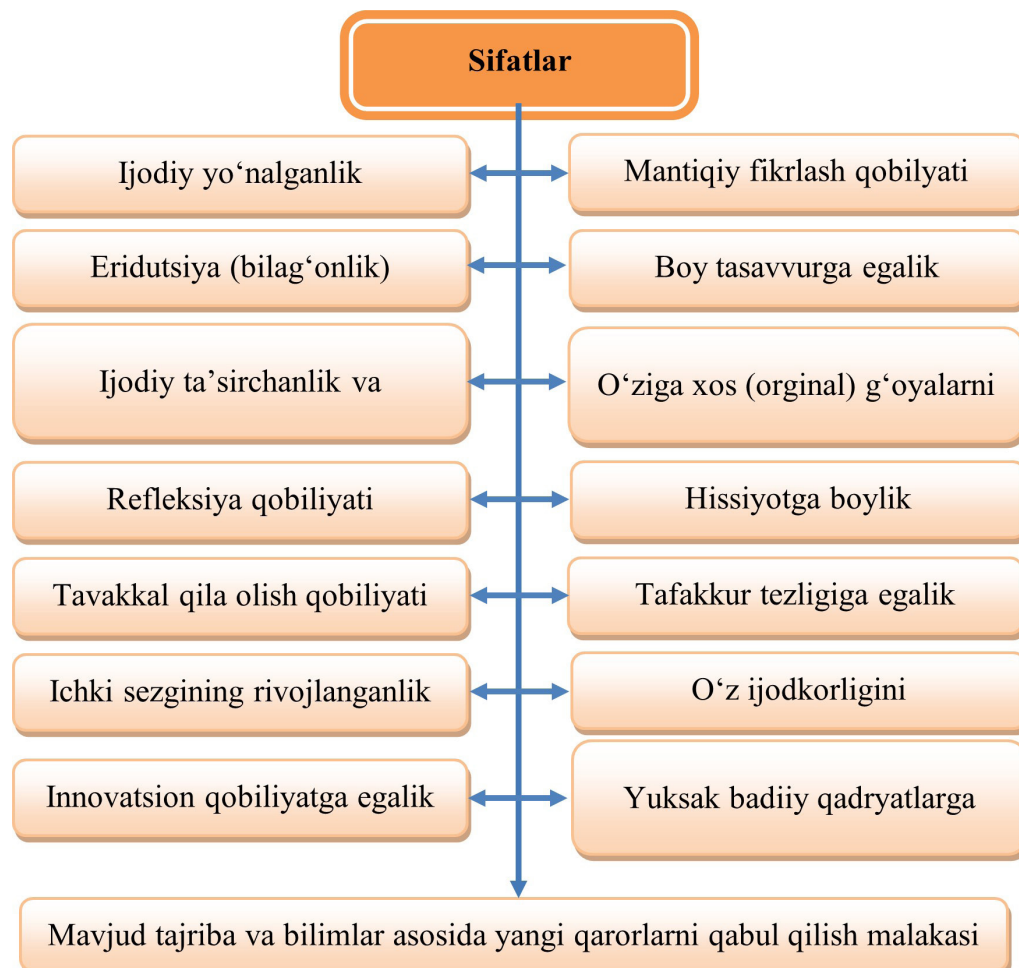 Sifatlar
Ijodiy yo‘nalganlik
Mantiqiy fikrlash qobilyati
Eridutsiya (bilag‘onlik)
Boy tasavvurga egalik
Ijodiy ta’sirchanlik va
O‘ziga xos (orginal) g‘oyalarni
Refleksiya qobiliyati
Hissiyotga boylik
Tavakkal qila olish qobiliyati
Tafakkur tezligiga egalik
Ichki sezgining rivojlanganlik
O‘z ijodkorligini
Innovatsion qobiliyatga egalik
Yuksak badiiy qadryatlarga
Mavjud tajriba va bilimlar asosida yangi qarorlarni qabul qilish malakasi